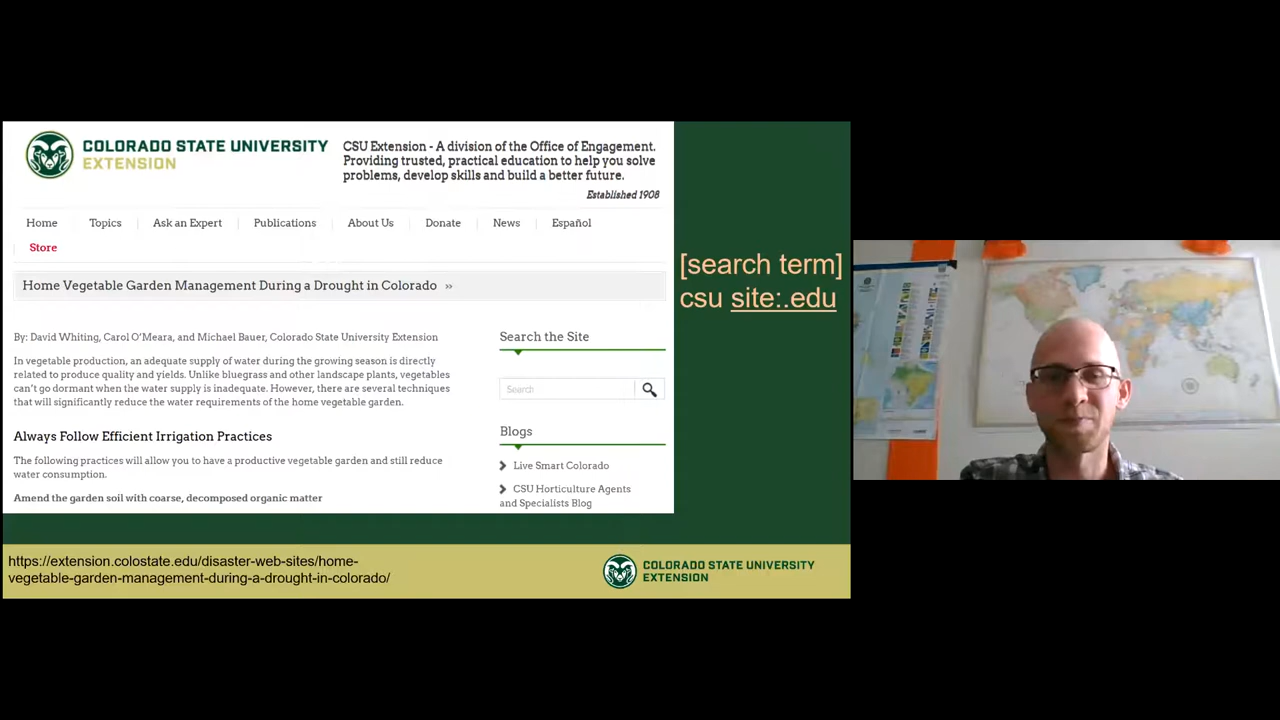 COLORADO STATE UNIVERSITY
EXTENSION
CSU Extension - A division of the Office of Engagement.
Providing trusted, practical education to help you solve
problems, develop skills and build a better future.
Established 1908
Home
Topics
Ask an Expert
Publications
About Us
Donate
News
Español
Store
Home Vegetable Garden Management During a Drought in Colorado »
By: David Whiting, Carol O’Meara, and Michael Bauer, Colorado State University Extension
In vegetable production, an adequate supply of water during the growing season is directly
related to produce quality and yields. Unlike bluegrass and other landscape plants, vegetables
can’t go dormant when the water supply is inadequate. However, there are several techniques
that will significantly reduce the water requirements of the home vegetable garden.
Always Follow Efficient Irrigation Practices
The following practices will allow you to have a productive vegetable garden and still reduce
water consumption.
Amend the garden soil with coarse, decomposed organic matter
Search the Site
Search
Blogs
Live Smart Colorado
CSU Horticulture Agents
and Specialists Blog
[search term]
csu site:.edu
https://extension.colostate.edu/disaster-web-sites/home-
vegetable-garden-management-during-a-drought-in-colorado/
COLORADO STATE UNIVERSITY
EXTENSION